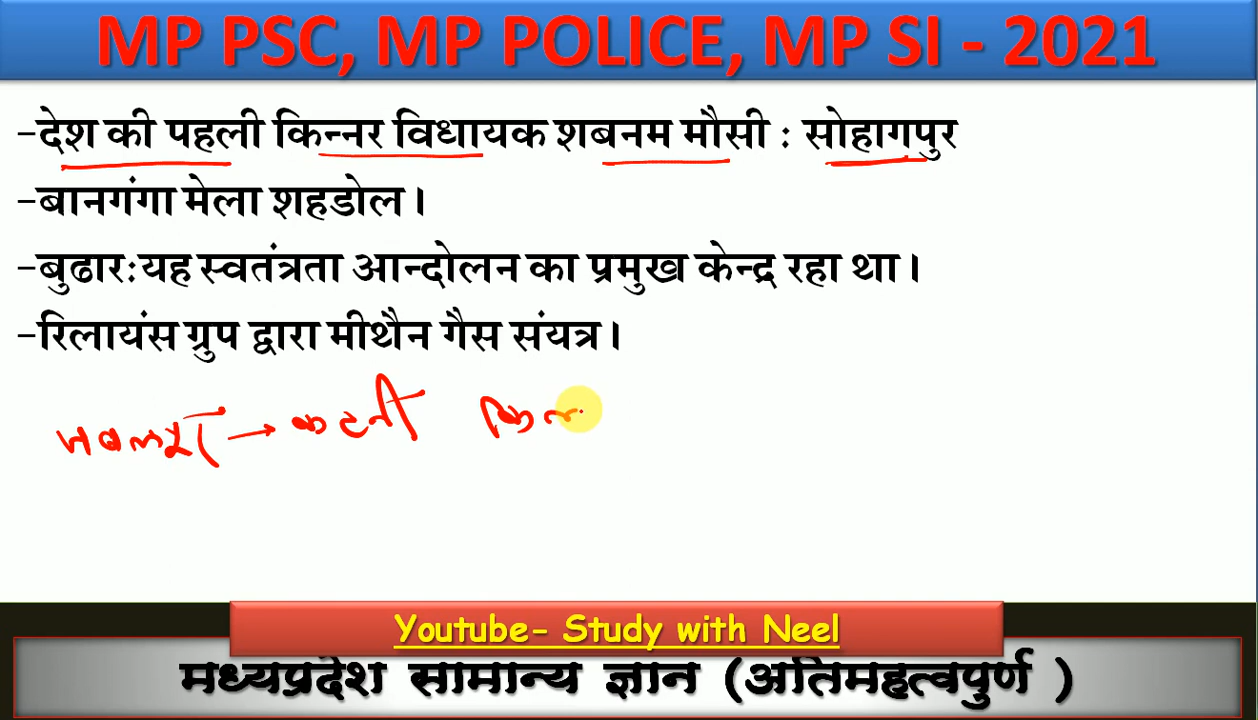 MP PSC, MP POLICE, MP SI - 2021
-देश की पहली किन्नर विधायक शबनम मौसी : सोहागपुर
-बानगंगा मेला शहडोल।
-बुढार:यह स्वतंत्रता आन्दोलन का प्रमुख केन्द्र रहा था।
-रिलायंस ग्रुप द्वारा मीथैन गैस संयत्र।
→ कटनी
Youtube- Study with Neel
मध्यप्रदेश सामान्य ज्ञान (अतिमहत्वपुर्ण )